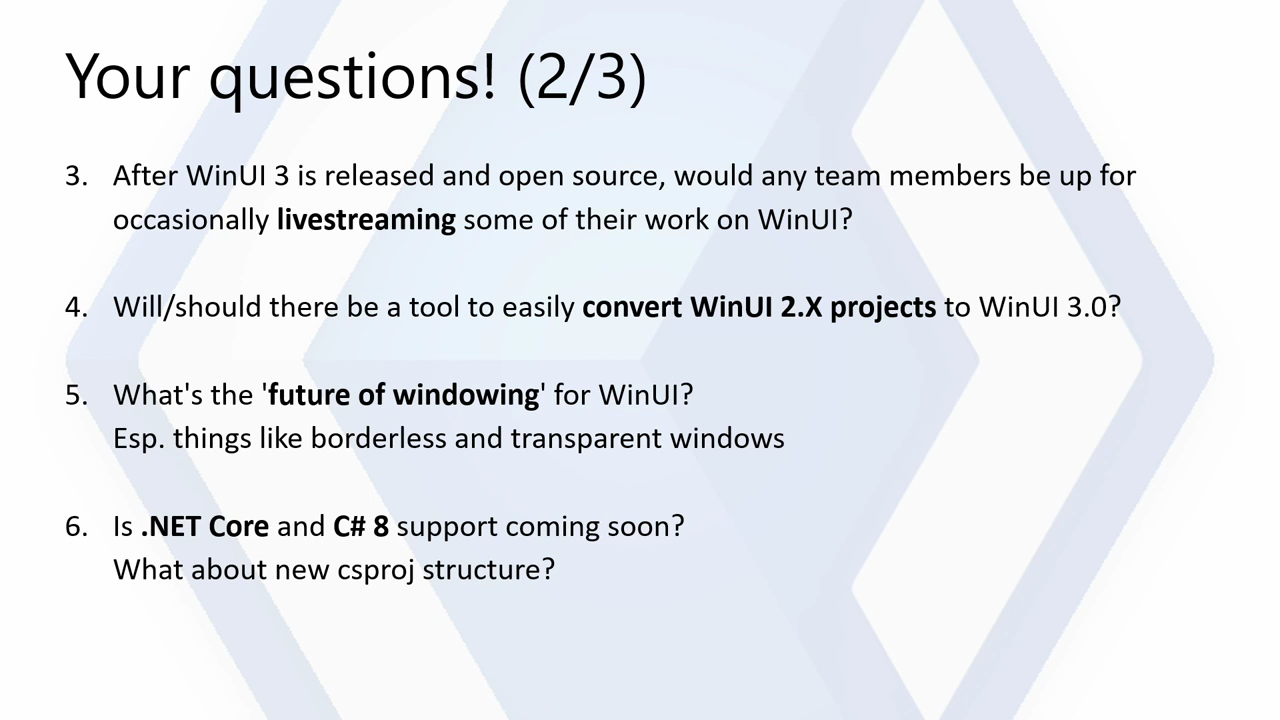 Your questions! (2/3)
3. After WinUI 3 is released and open source, would any team members be up for
occasionally livestreaming some of their work on WinUI?
4. Will/should there be a tool to easily convert WinUI 2.X projects to WinUI 3.0?
5. What's the 'future of windowing' for WinUI?
Esp. things like borderless and transparent windows
6. Is .NET Core and C# 8 support coming soon?
What about new csproj structure?